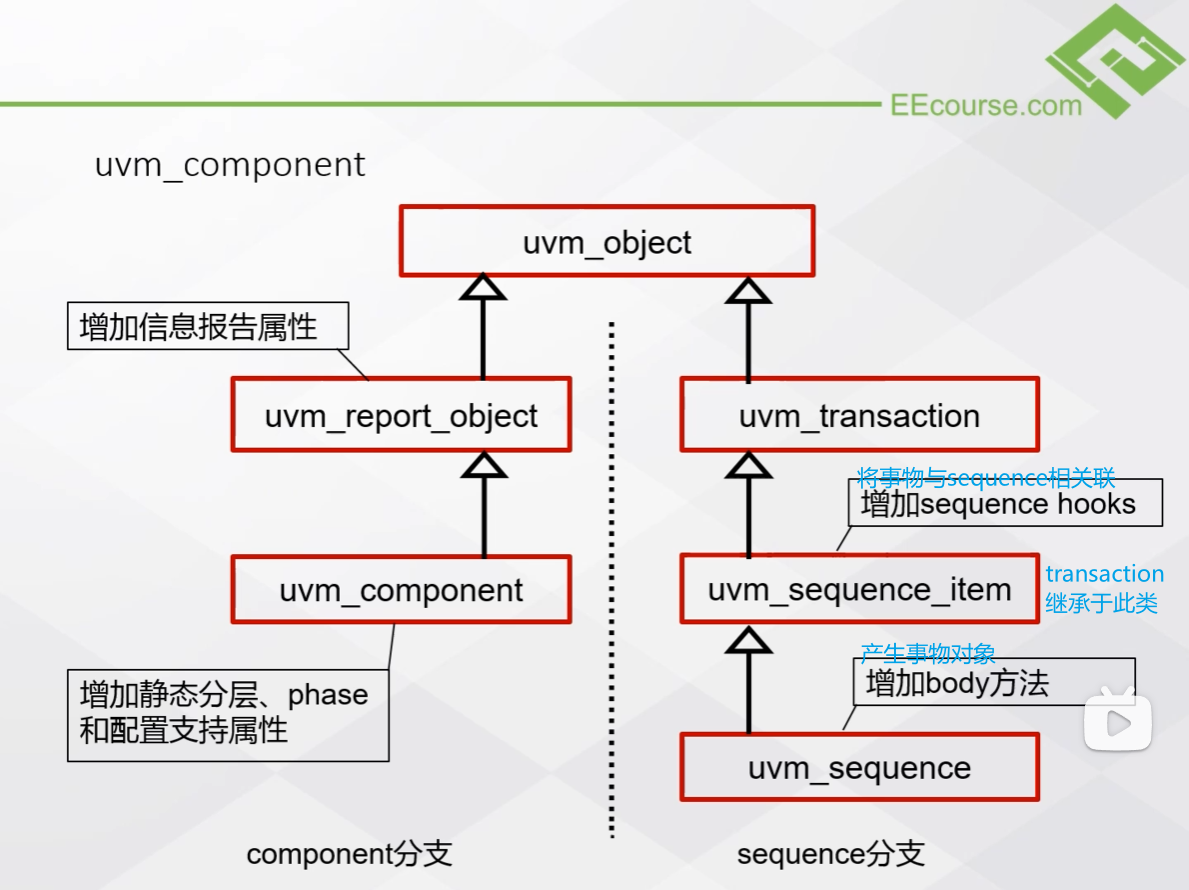 EEcourse.com
uvm_component
uvm_object
增加信息报告属性
uvm_report_object
uvm_transaction
将事物与sequence相关联
增加sequence hooks
uvm_component
uvm_sequence_item
transaction
继承于此类
产生事物对象
增加body方法
增加静态分层、phase
和配置支持属性
uvm_sequence
component分支
sequence分支